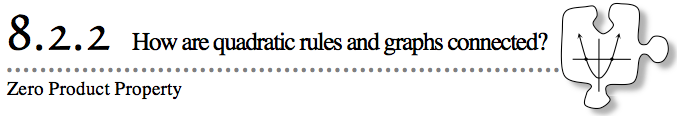 8.2.2 How are quadratic rules and graphs connected?
Zero Product Property